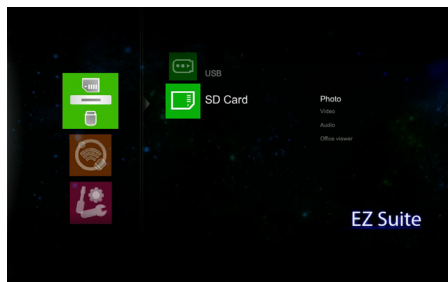 USB
SD Card
Photo
Video
Audio
Office viewer
EZ Suite